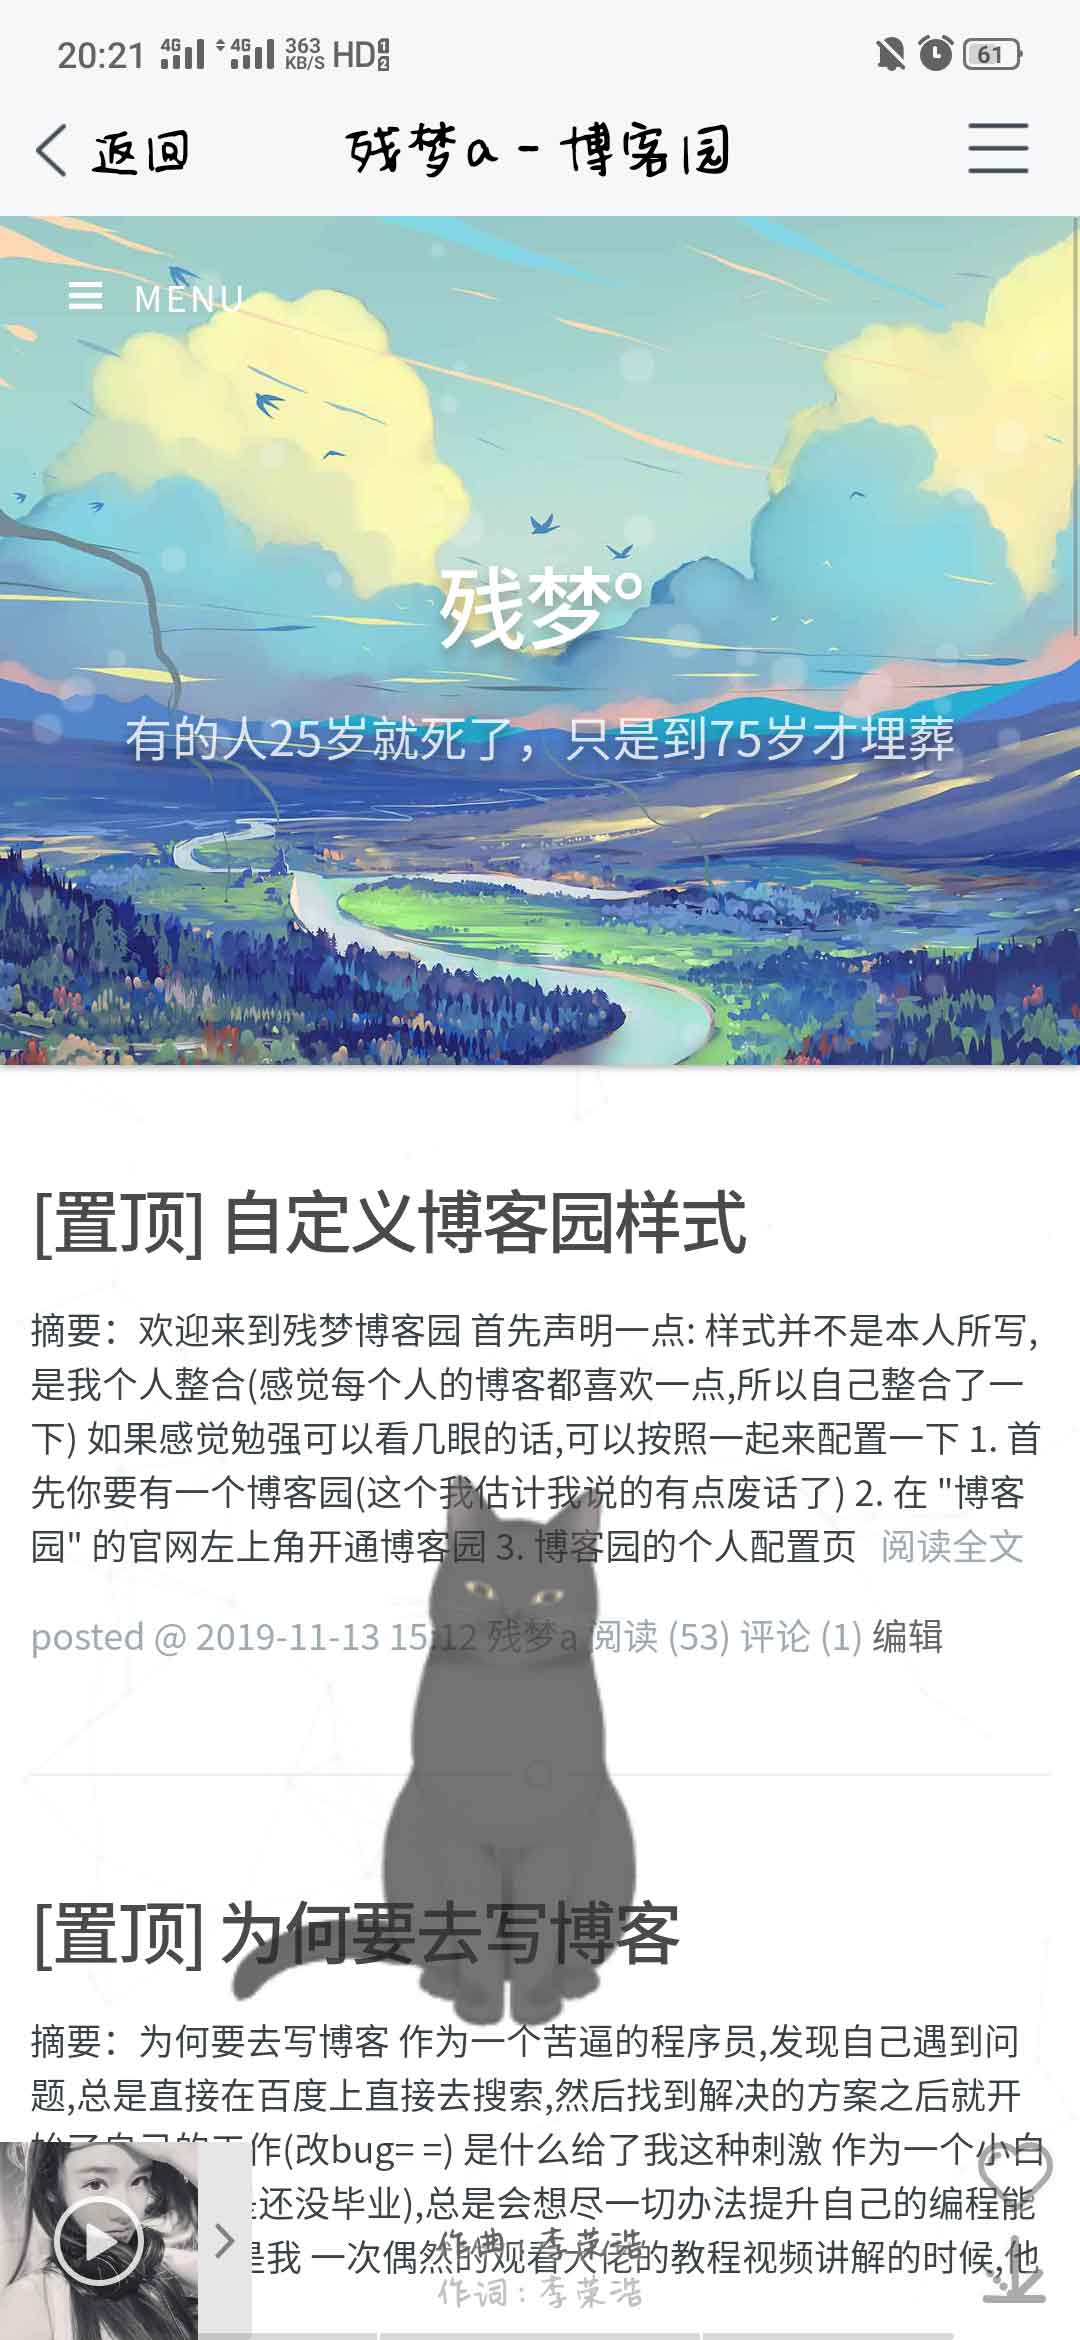 20:21 4G 4G 363 KB/S HD 1 2 61
返回 残梦a - 博客园
MENU
残梦°
有的人25岁就死了，只是到75岁才埋葬
[置顶] 自定义博客园样式
摘要：欢迎来到残梦博客园 首先声明一点: 样式并不是本人所写,
是我个人整合(感觉每个人的博客都喜欢一点,所以自己整合了一
下) 如果感觉勉强可以看几眼的话,可以按照一起来配置一下 1. 首
先你要有一个博客园(这个我估计我说的有点废话了) 2. 在 "博客
园" 的官网左上角开通博客园 3. 博客园的个人配置页 阅读全文
posted @ 2019-11-13 15:12 残梦a 阅读 (53) 评论 (1) 编辑
[置顶] 为何要去写博客
摘要：为何要去写博客 作为一个苦逼的程序员,发现自己遇到问
题,总是直接在百度上直接去搜索,然后找到解决的方案之后就开
始了自己的工作(改bug= =) 是什么给了我这种刺激 作为一个小白
还没毕业),总是会想尽一切办法提升自己的编程能
是我 一次偶然的观看大佬的教程视频讲解的时候,他
作曲 : 李荣浩
作词 : 李荣浩